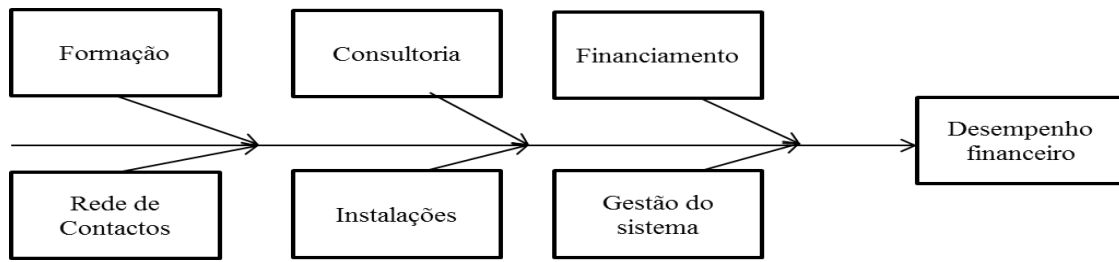 Formação
Consultoria
Financiamento
Desempenho
financeiro
Rede de
Contactos
Instalações
Gestão do
sistema